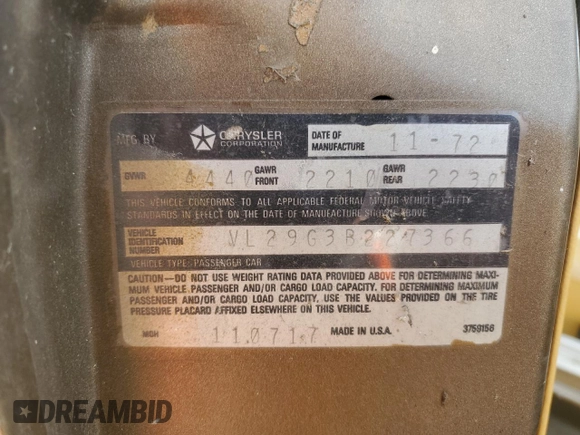 MFG. BY CHRYSLER CORPORATION DATE OF MANUFACTURE 11-72
GVWR 4440 GAWR FRONT 2210 GAWR REAR 2230
THIS VEHICLE CONFORMS TO ALL APPLICABLE FEDERAL MOTOR VEHICLE SAFETY
STANDARDS IN EFFECT ON THE DATE OF MANUFACTURE SHOWN ABOVE
VEHICLE IDENTIFICATION NUMBER VL29G3B227366
VEHICLE TYPE: PASSENGER CAR
CAUTION—DO NOT USE WEIGHT RATING DATA PROVIDED ABOVE FOR DETERMINING MAXI-
MUM VEHICLE PASSENGER AND/OR CARGO LOAD CAPACITY. FOR DETERMINING MAXIMUM
PASSENGER AND/OR CARGO LOAD CAPACITY, USE THE VALUES PROVIDED ON THE TIRE
PRESSURE PLACARD AFFIXED ELSEWHERE ON THIS VEHICLE.
MDH 110717 MADE IN U.S.A. 3759156
DREAMBID